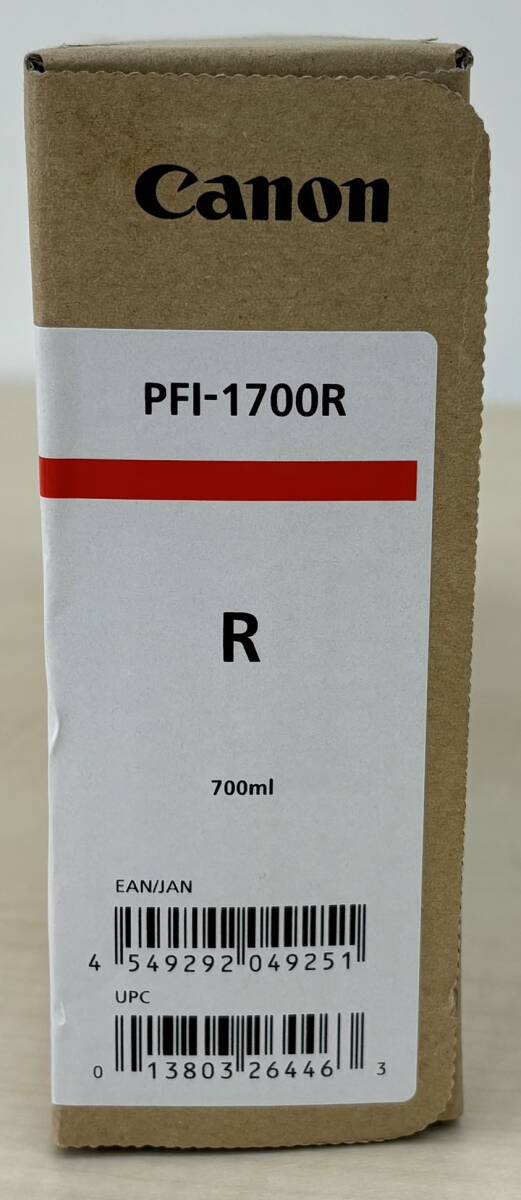 Canon
PFI-1700R
R
700ml
EAN/JAN
4 549292 049251
UPC
0 13803 26446 3